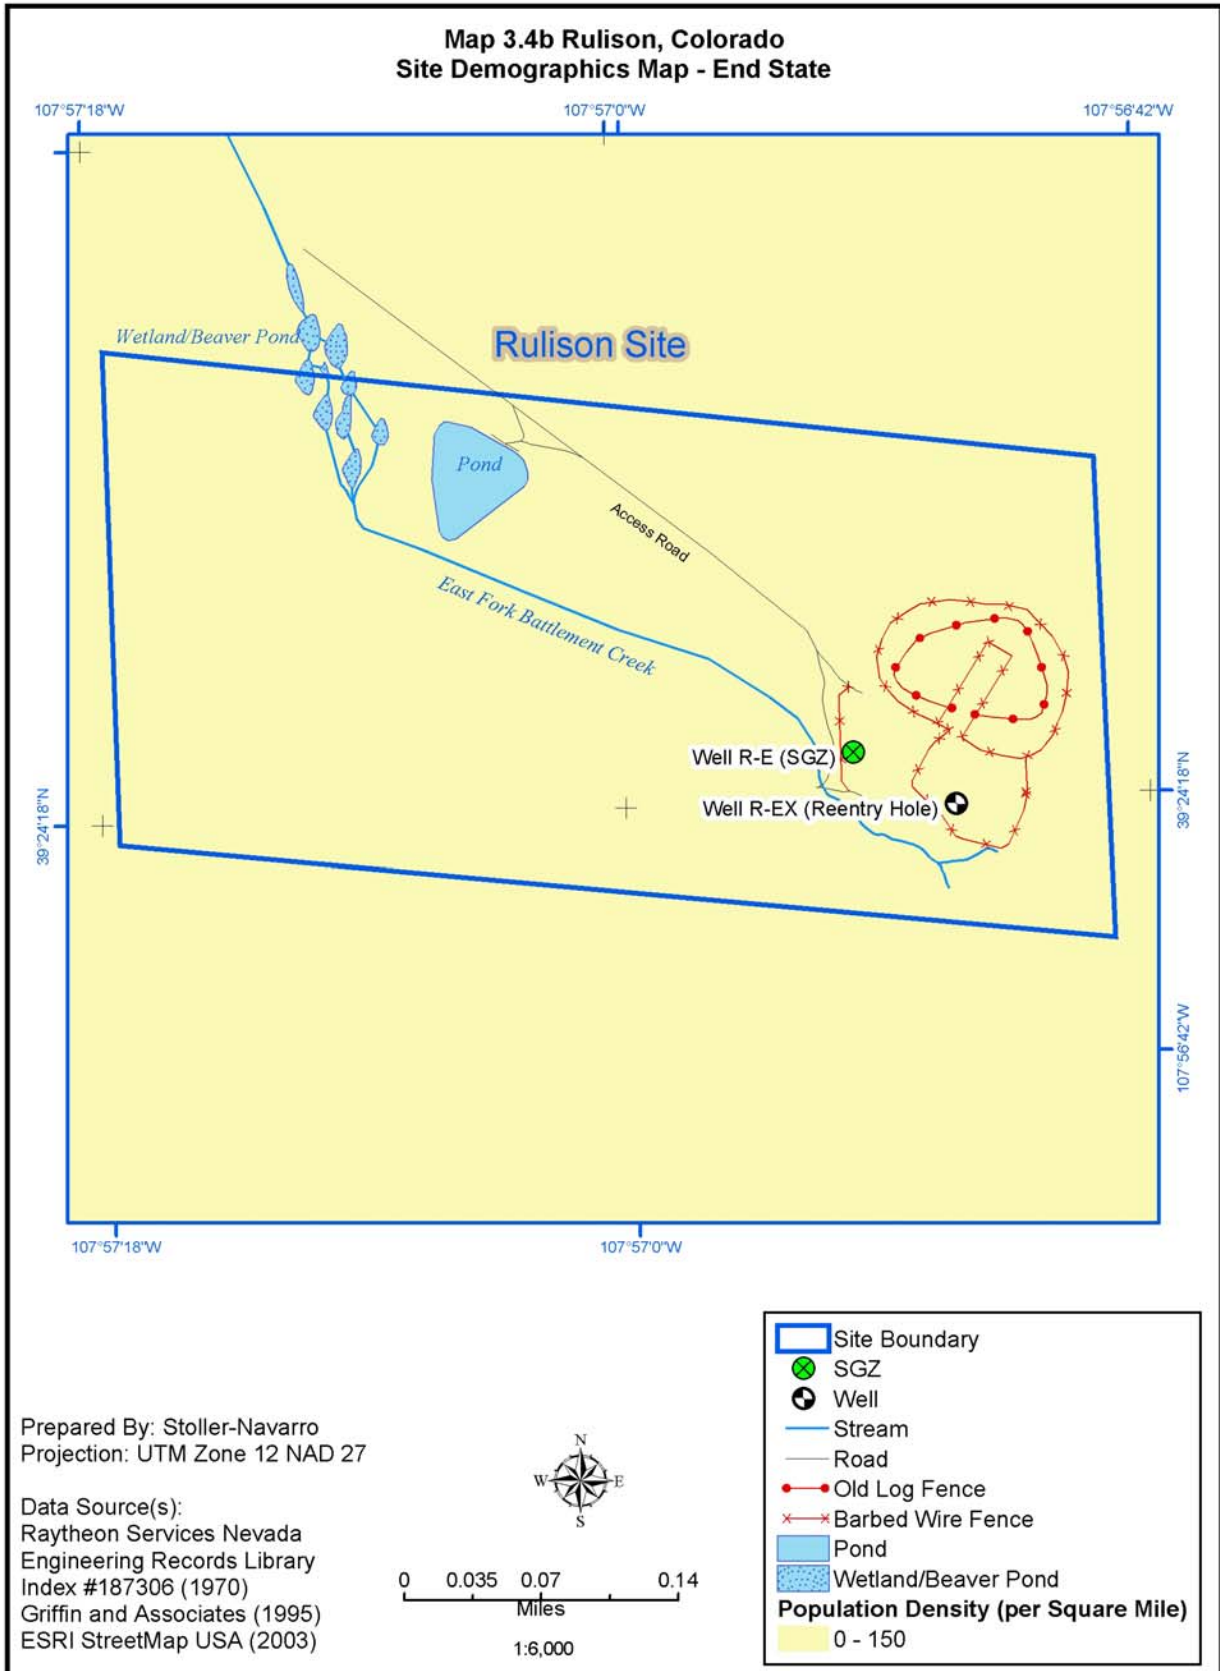 Map 3.4b Rulison, Colorado
Site Demographics Map - End State
107°57'18"W
107°57'0"W
107°56'42"W
Wetland/Beaver Pond
Rulison Site
Pond
Access Road
East Fork Battlement Creek
Well R-E (SGZ)
Well R-EX (Reentry Hole)
39°24'18"N
39°24'18"N
107°56'42"W
107°57'18"W
107°57'0"W
Prepared By: Stoller-Navarro
Projection: UTM Zone 12 NAD 27
Data Source(s):
Raytheon Services Nevada
Engineering Records Library
Index #187306 (1970)
Griffin and Associates (1995)
ESRI StreetMap USA (2003)
N
W E
S
0 0.035 0.07 0.14
Miles
1:6,000
Site Boundary
SGZ
Well
Stream
Road
Old Log Fence
Barbed Wire Fence
Pond
Wetland/Beaver Pond
Population Density (per Square Mile)
0 - 150